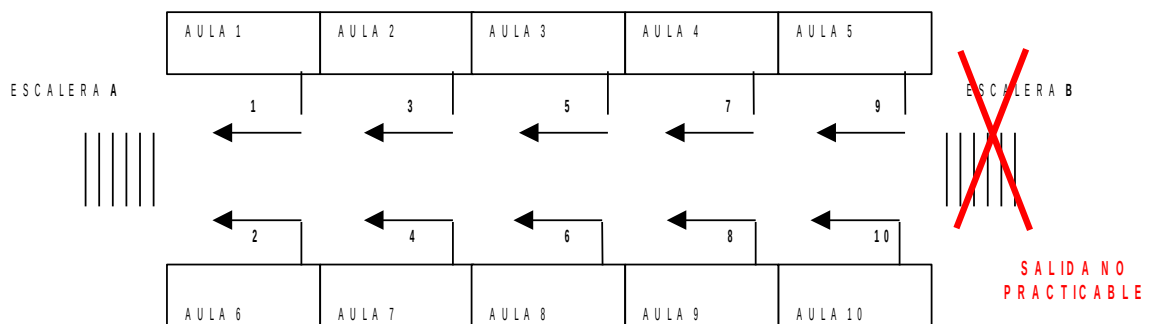 AULA 1 AULA 2 AULA 3 AULA 4 AULA 5
ESCALERA A
ESCALERA B
1 3 5 7 9
2 4 6 8 10
SALIDA NO
PRACTICABLE
AULA 6 AULA 7 AULA 8 AULA 9 AULA 10